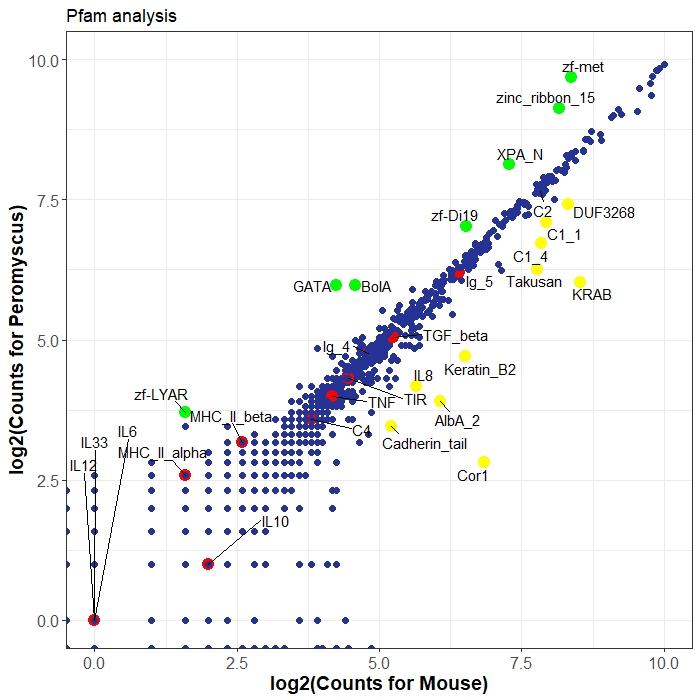 Pfam analysis
10.0
7.5
5.0
2.5
0.0
log2(Counts for Peromyscus)
zf-met
zinc_ribbon_15
XPA_N
zf-Di19
C2
DUF3268
C1_1
C1_4
Takusan
KRAB
Ig_5
GATA
BolA
TGF_beta
Ig_4
Keratin_B2
IL8
TIR
TNF
AlbA_2
zf-LYAR
MHC_II_beta
C4
Cadherin_tail
IL6
IL33
MHC_II_alpha
IL12
Cor1
IL10
0.0
2.5
5.0
7.5
10.0
log2(Counts for Mouse)